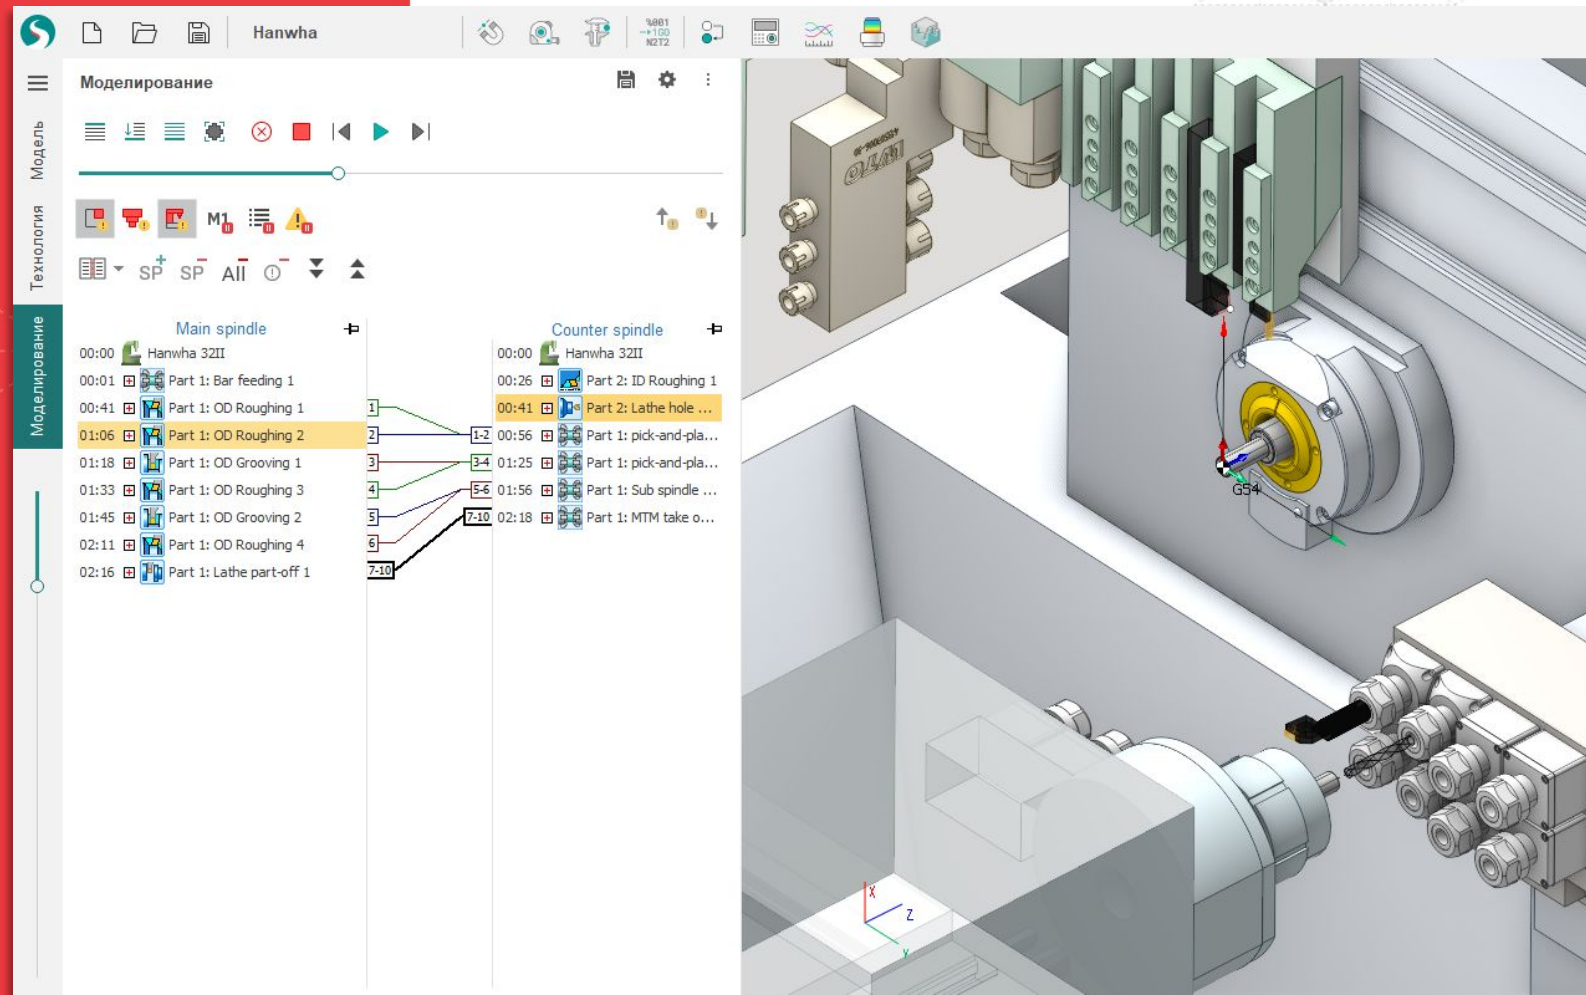 Hanwha
%001
→1G0
N2T2
Моделирование
Модель
Технология
Моделирование
M1
SP SP All
Main spindle
00:00 Hanwha 32II
00:01 Part 1: Bar feeding 1
00:41 Part 1: OD Roughing 1
01:06 Part 1: OD Roughing 2
01:18 Part 1: OD Grooving 1
01:33 Part 1: OD Roughing 3
01:45 Part 1: OD Grooving 2
02:11 Part 1: OD Roughing 4
02:16 Part 1: Lathe part-off 1
1
2
3
4
5
6
7-10
1-2
3-4
5-6
7-10
Counter spindle
00:00 Hanwha 32II
00:26 Part 2: ID Roughing 1
00:41 Part 2: Lathe hole ...
00:56 Part 1: pick-and-pla...
01:25 Part 1: pick-and-pla...
01:56 Part 1: Sub spindle ...
02:18 Part 1: MTM take o...
WTO
G54
X
Z
Y